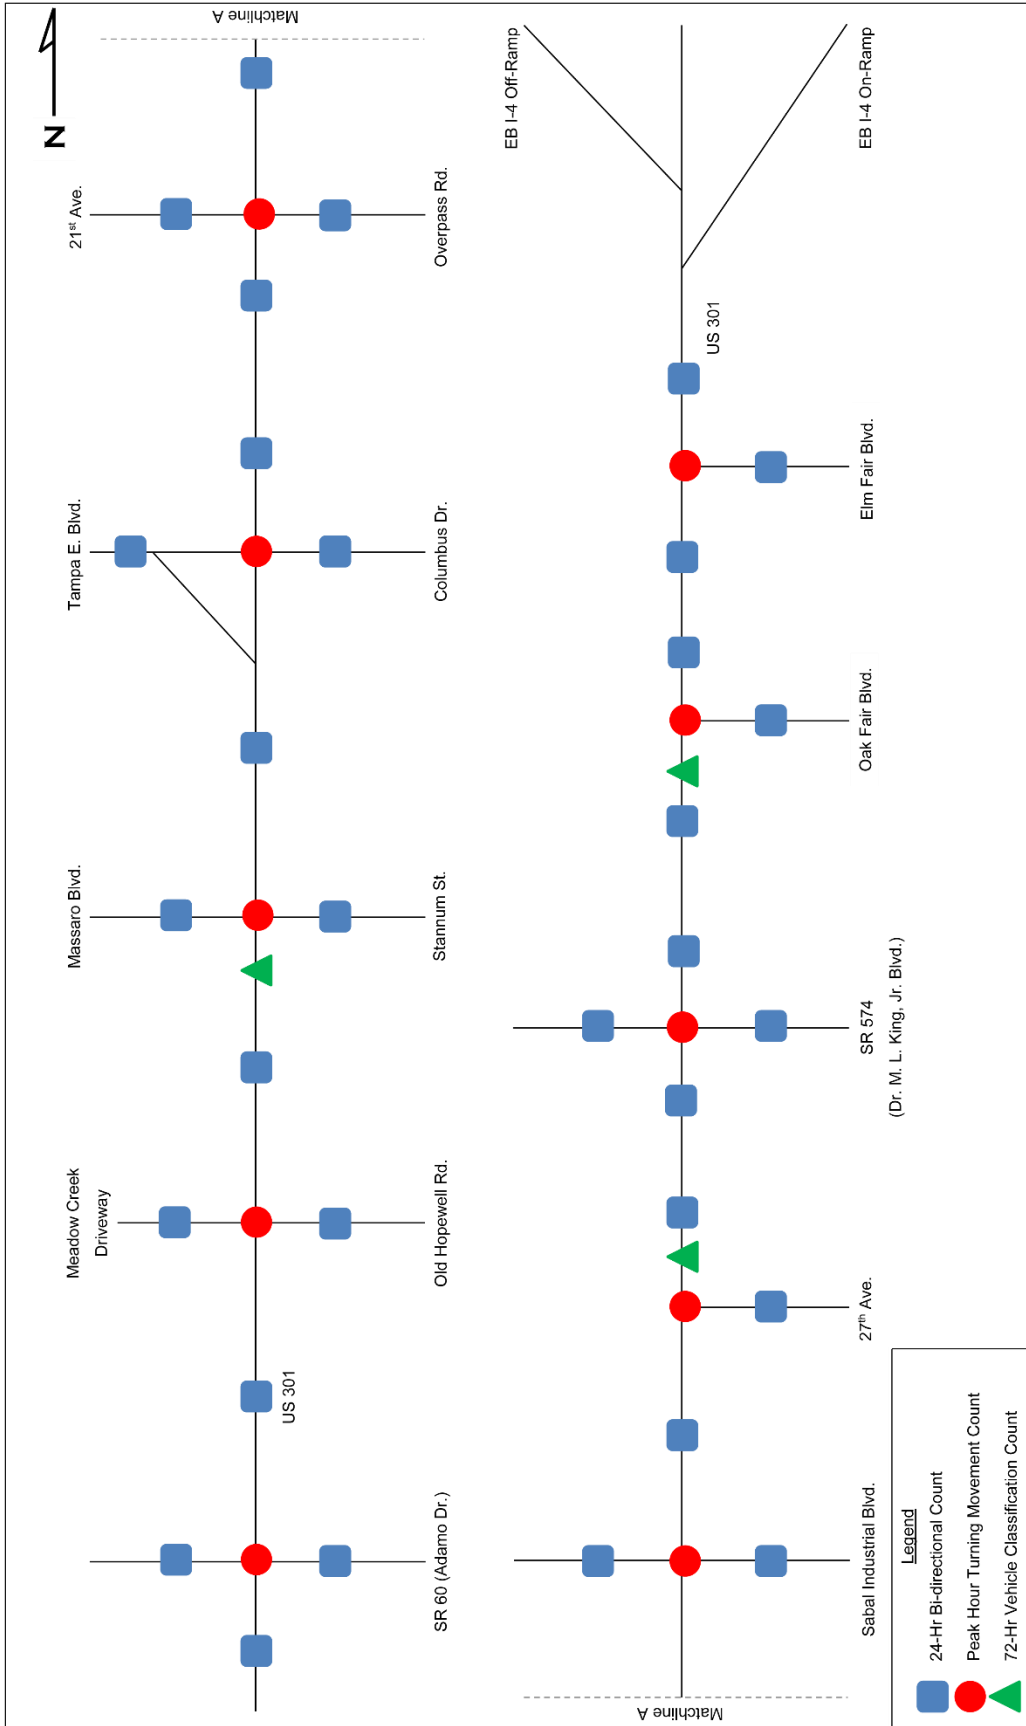 N
Matchline A
21st Ave.
Overpass Rd.
Tampa E. Blvd.
Columbus Dr.
Massaro Blvd.
Stannum St.
Meadow Creek
Driveway
Old Hopewell Rd.
US 301
SR 60 (Adamo Dr.)
EB I-4 Off-Ramp
EB I-4 On-Ramp
US 301
Elm Fair Blvd.
Oak Fair Blvd.
SR 574
(Dr. M. L. King, Jr. Blvd.)
27th Ave.
Sabal Industrial Blvd.
Matchline A
Legend
24-Hr Bi-directional Count
Peak Hour Turning Movement Count
72-Hr Vehicle Classification Count